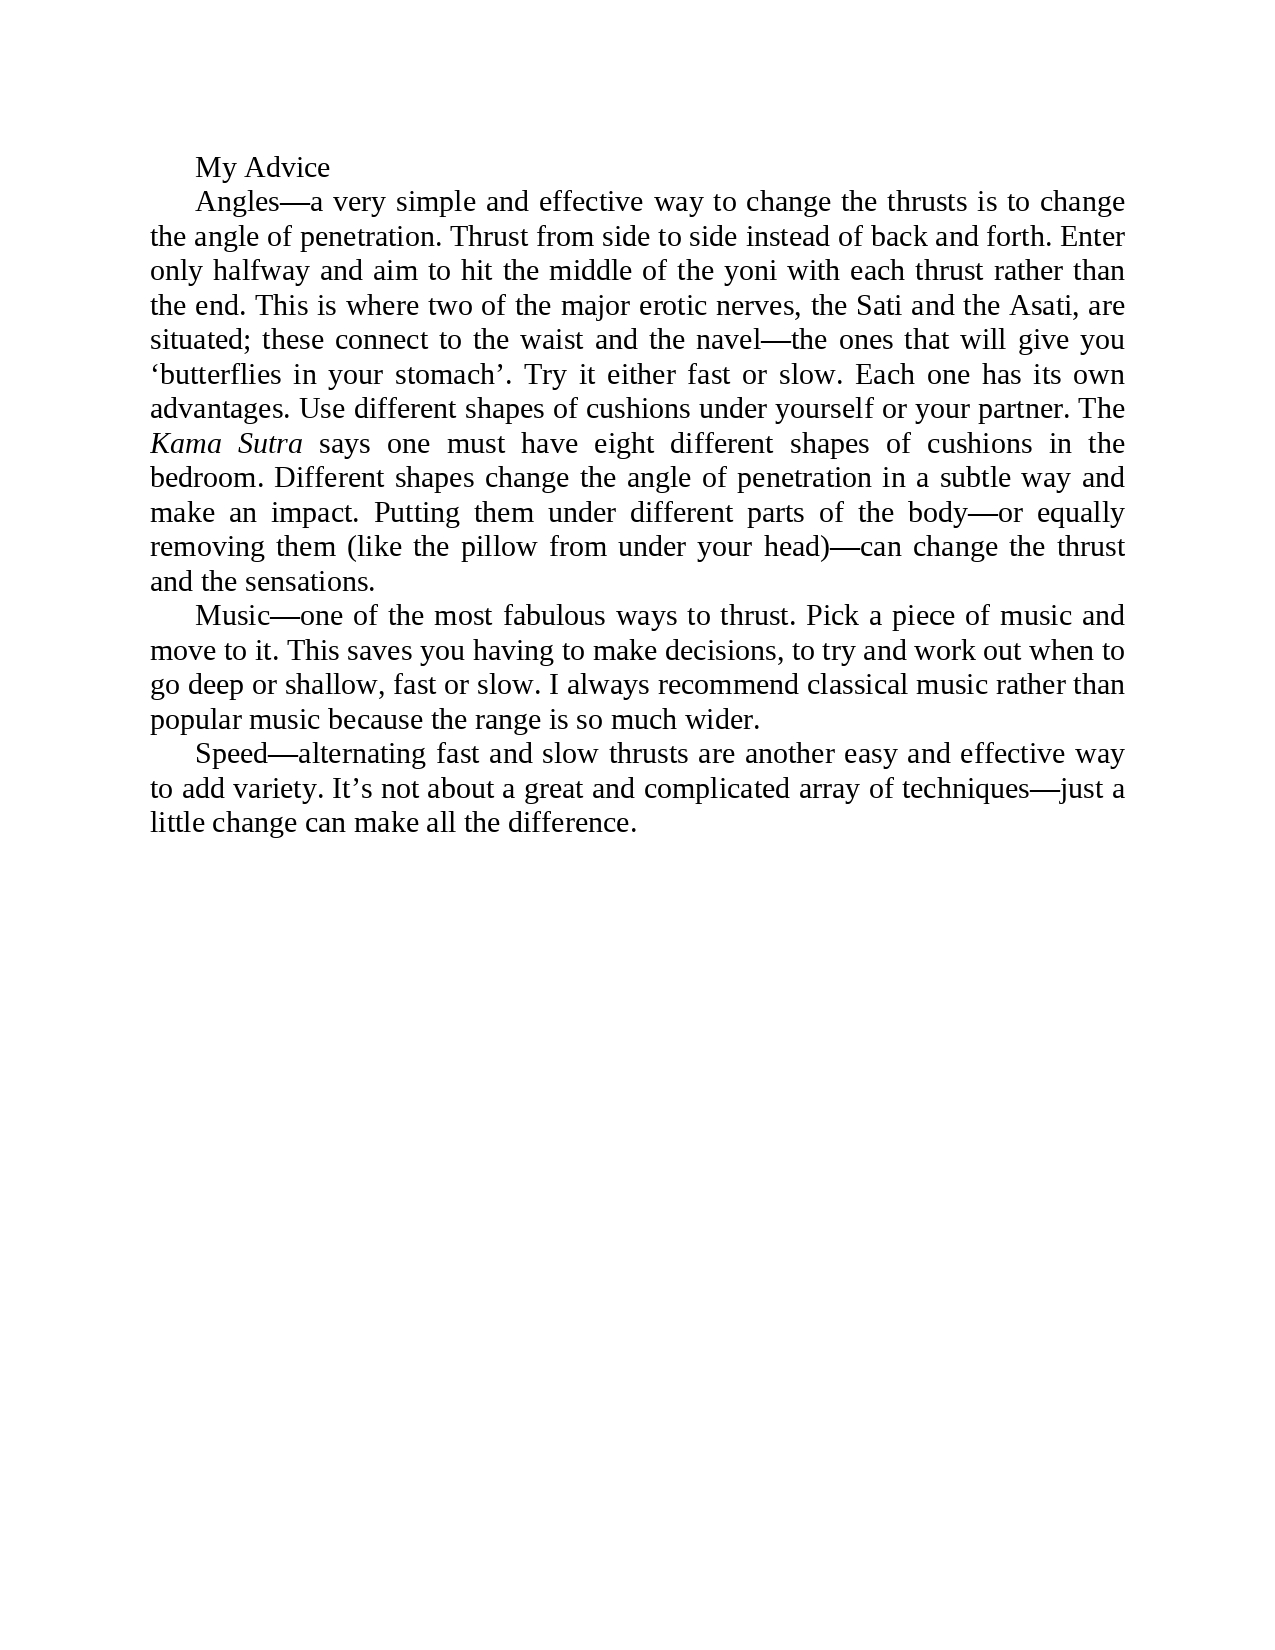 My Advice
Angles—a very simple and effective way to change the thrusts is to change
the angle of penetration. Thrust from side to side instead of back and forth. Enter
only halfway and aim to hit the middle of the yoni with each thrust rather than
the end. This is where two of the major erotic nerves, the Sati and the Asati, are
situated; these connect to the waist and the navel—the ones that will give you
‘butterflies in your stomach’. Try it either fast or slow. Each one has its own
advantages. Use different shapes of cushions under yourself or your partner. The
Kama Sutra says one must have eight different shapes of cushions in the
bedroom. Different shapes change the angle of penetration in a subtle way and
make an impact. Putting them under different parts of the body—or equally
removing them (like the pillow from under your head)—can change the thrust
and the sensations.
Music—one of the most fabulous ways to thrust. Pick a piece of music and
move to it. This saves you having to make decisions, to try and work out when to
go deep or shallow, fast or slow. I always recommend classical music rather than
popular music because the range is so much wider.
Speed—alternating fast and slow thrusts are another easy and effective way
to add variety. It’s not about a great and complicated array of techniques—just a
little change can make all the difference.